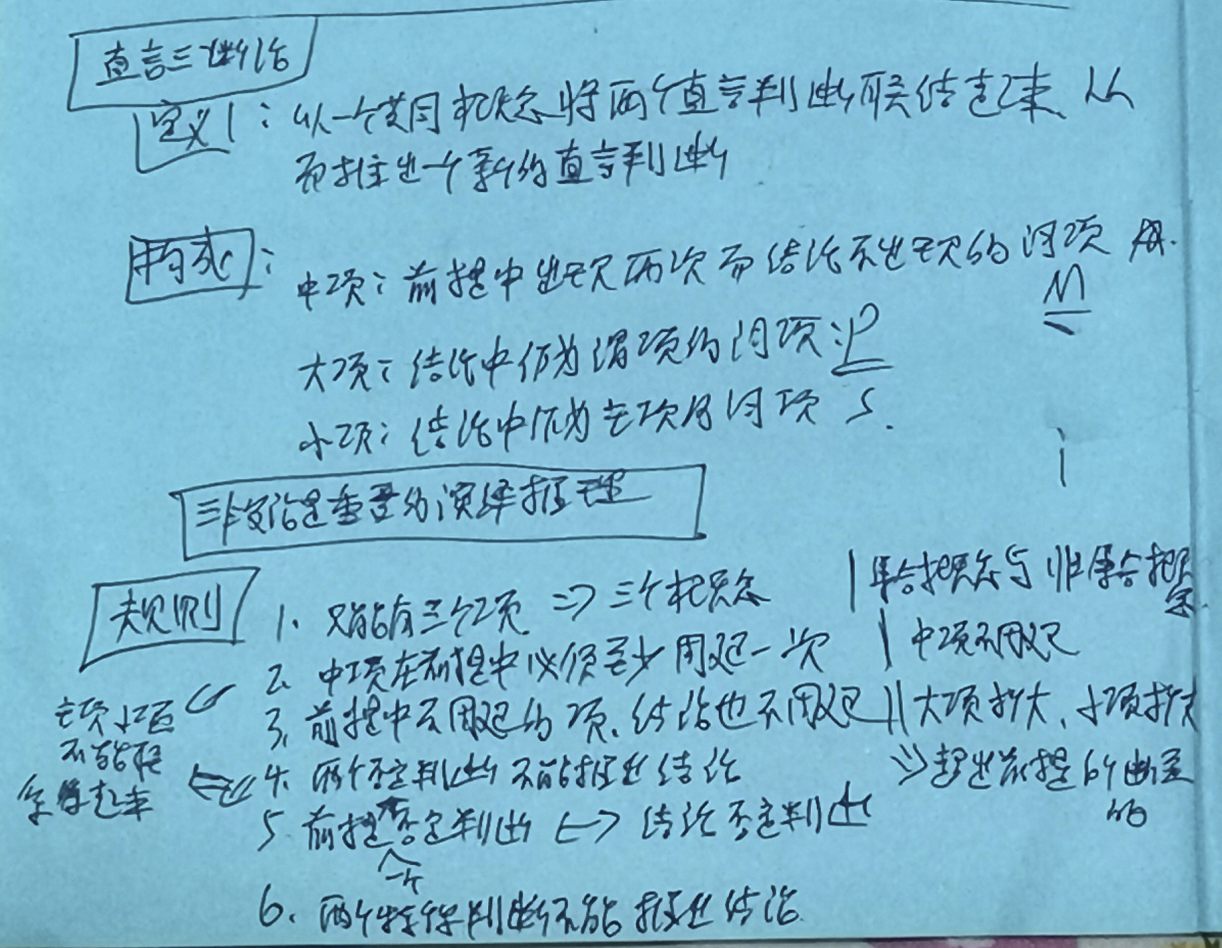 直言三段论
定义：以一个共同概念将两个直言判断联结起来、从
而推出一个新的直言判断
构成：
中项：前提中出现两次而结论不出现的词项 用.
M
大项：结论中作为谓项的词项：P
小项：结论中作为主项的词项 S.
三段论是重要的演绎推理
规则
1. 只能有三个项 => 三个概念
集合概念与非集合概念
2. 中项在前提中必须至少周延一次
中项不周延
3. 前提中不周延的项、结论也不周延
大项扩大、小项扩大
=> 超出前提的断定的
4. 两个否定判断不能推出结论
<= 主项小项
不能联
系起来
5. 前提一个否定判断 <-> 结论否定判断
6. 两个特称判断不能推出结论.